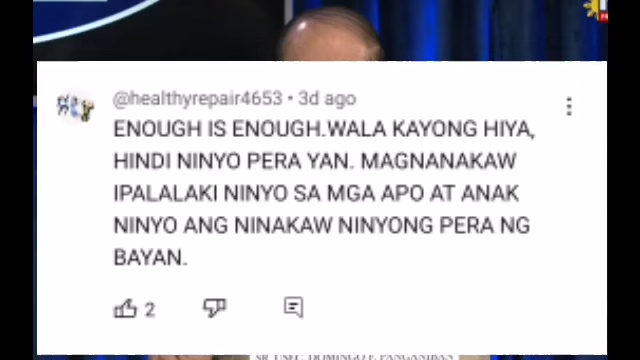 @healthyrepair4653 • 3d ago
ENOUGH IS ENOUGH.WALA KAYONG HIYA,
HINDI NINYO PERA YAN. MAGNANAKAW
IPALALAKI NINYO SA MGA APO AT ANAK
NINYO ANG NINAKAW NINYONG PERA NG
BAYAN.
2